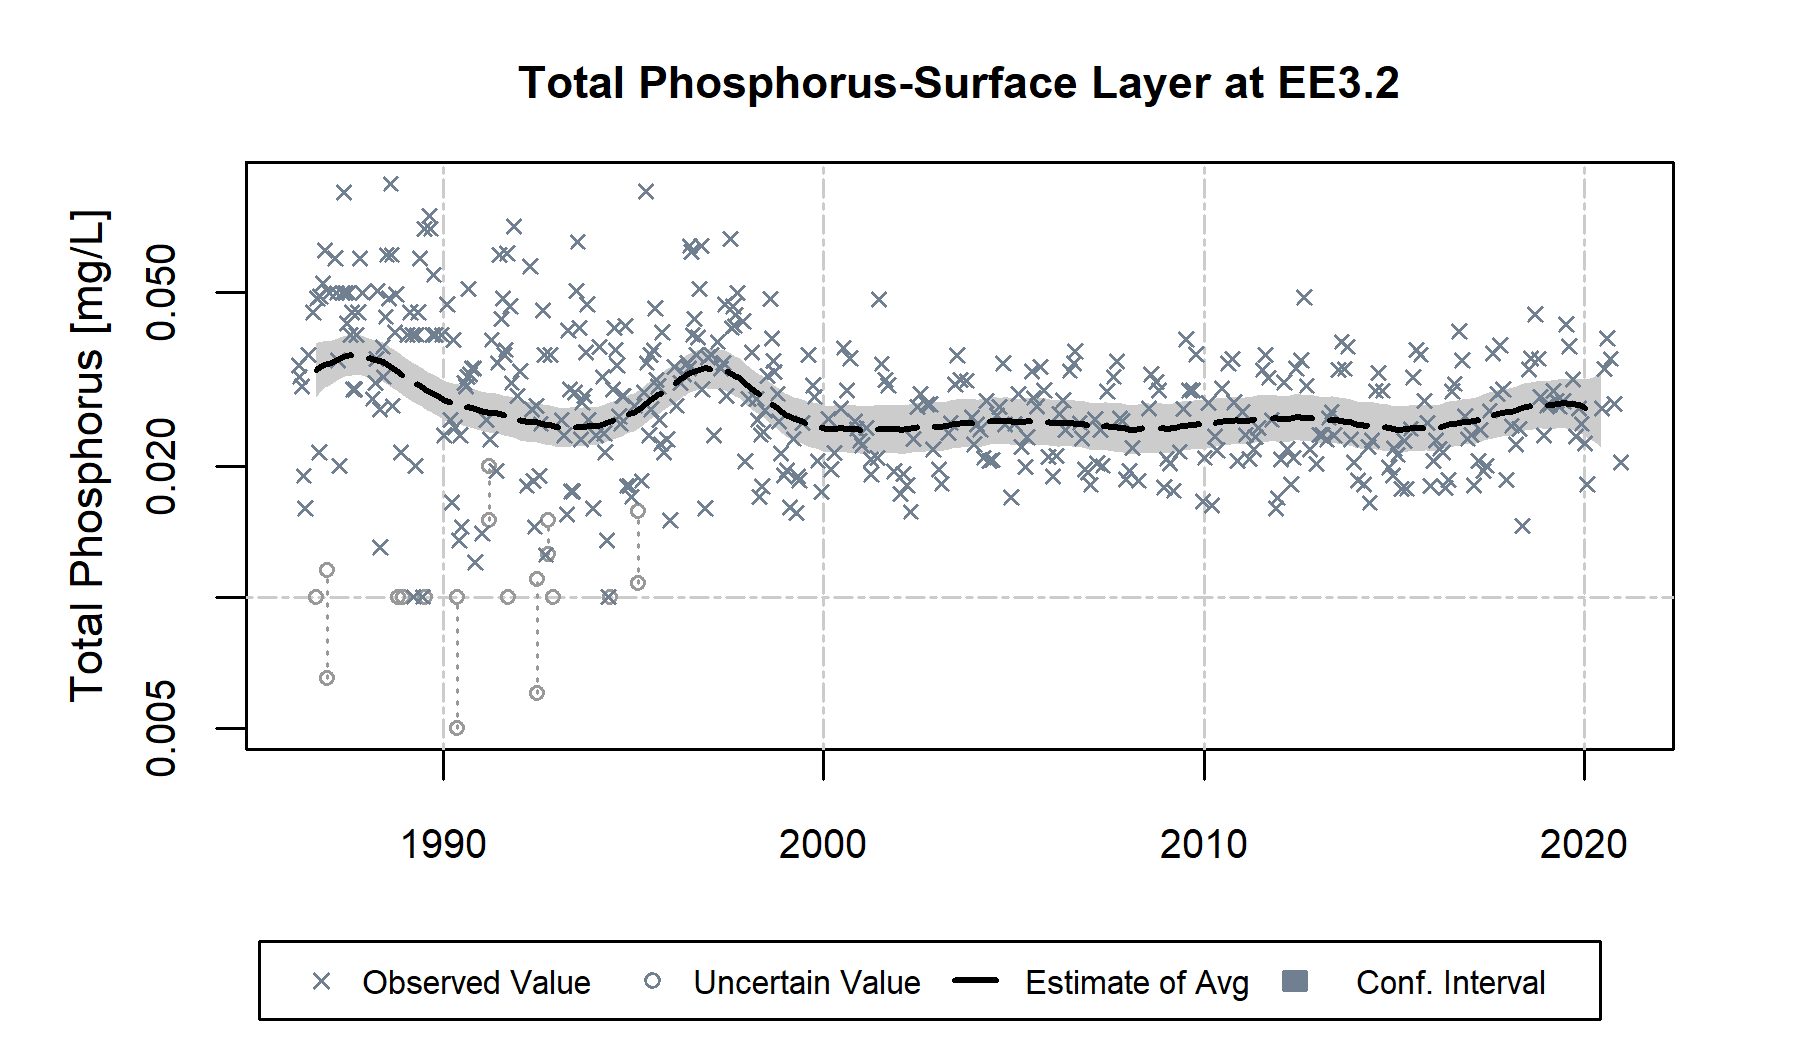 Total Phosphorus-Surface Layer at EE3.2
Total Phosphorus [mg/L]
0.050
0.020
0.005
1990 2000 2010 2020
Observed Value Uncertain Value Estimate of Avg Conf. Interval